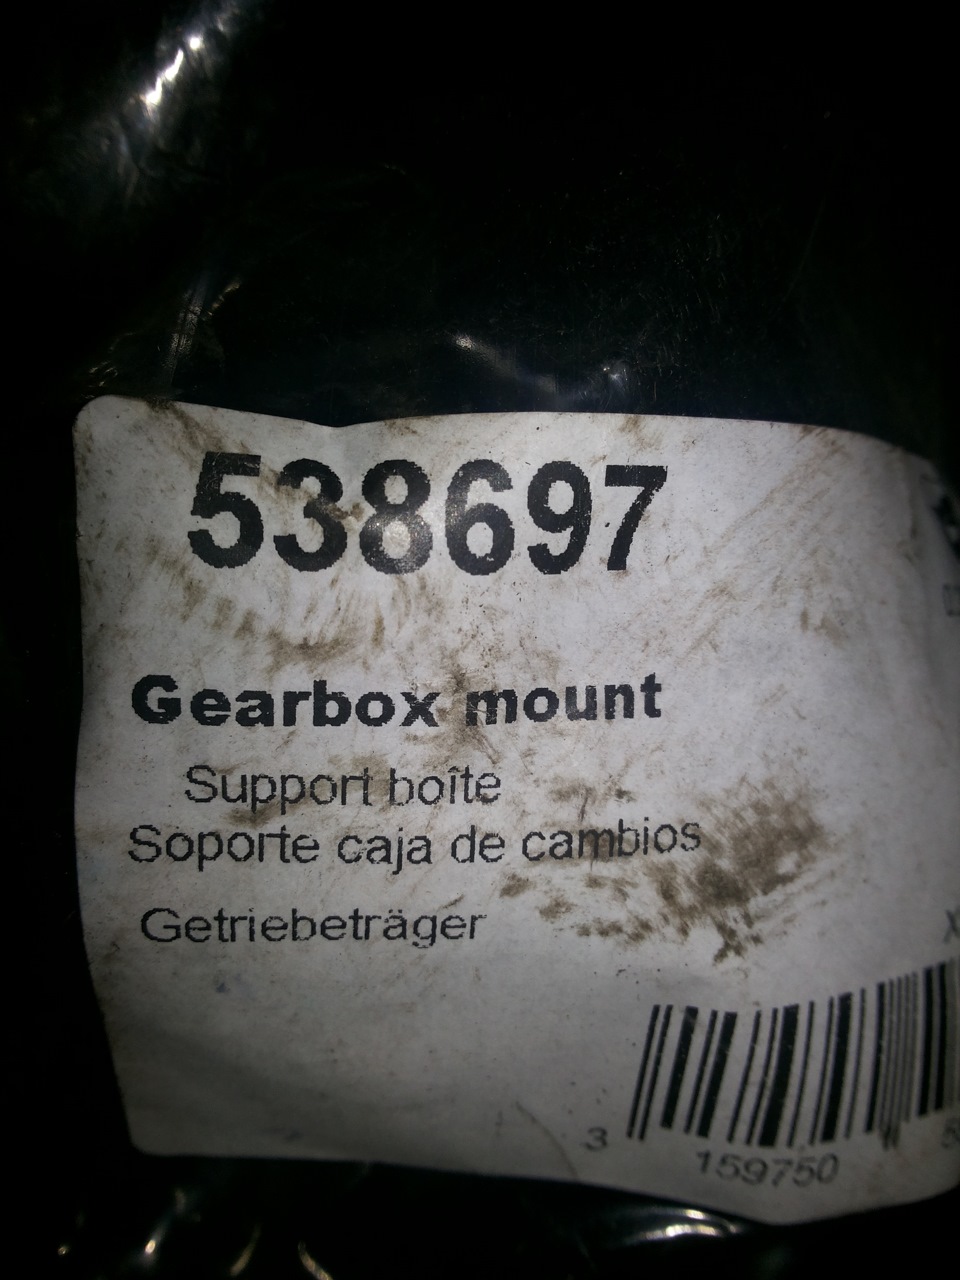 538697
Gearbox mount
Support boîte
Soporte caja de cambios
Getriebeträger
3
159750